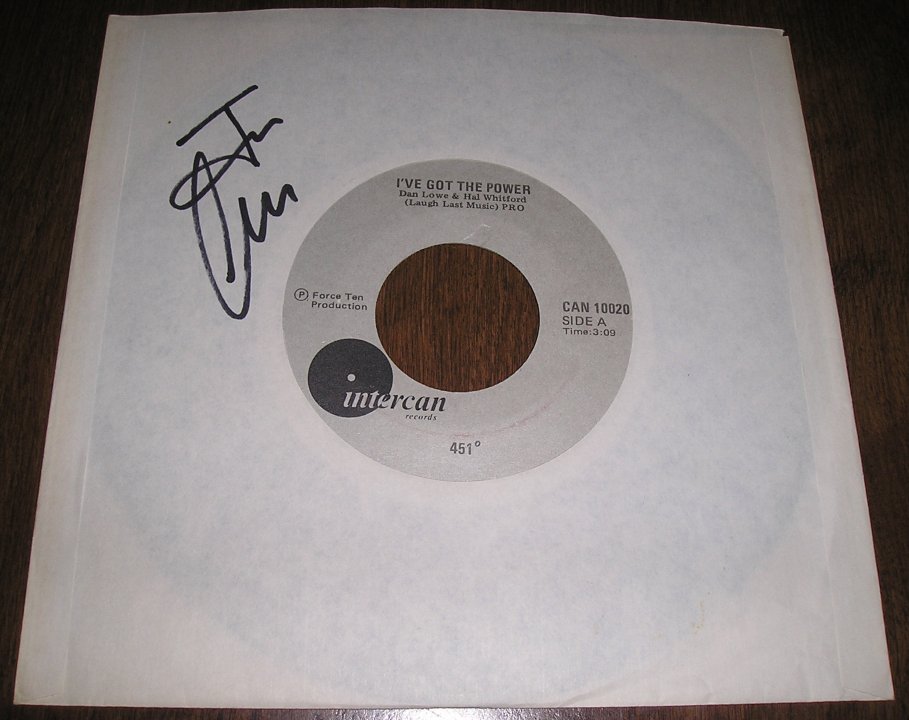 I'VE GOT THE POWER
Dan Lowe & Hal Whitford
(Laugh Last Music) PRO
Ⓟ Force Ten
Production
CAN 10020
SIDE A
Time:3:09
intercan
records
451°